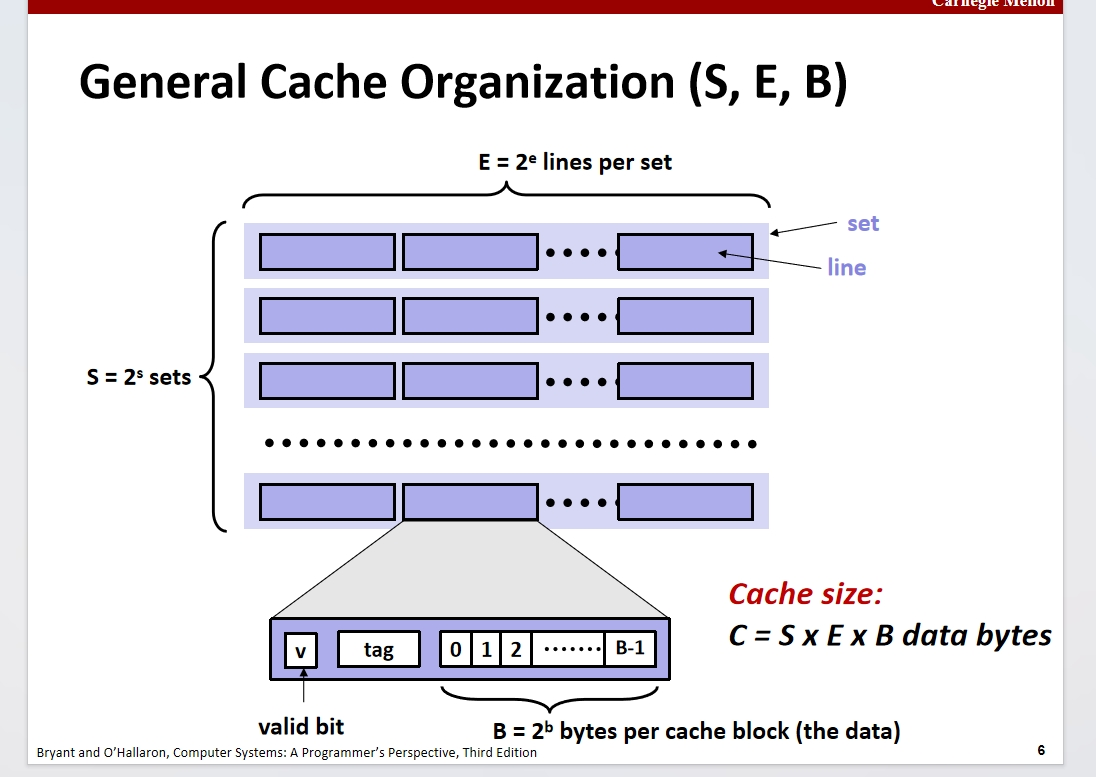 Carnegie Mellon
General Cache Organization (S, E, B)
E = 2ᵉ lines per set
set
line
S = 2ˢ sets
Cache size:
C = S x E x B data bytes
v
tag
0 1 2 ······· B-1
valid bit
B = 2ᵇ bytes per cache block (the data)
Bryant and O’Hallaron, Computer Systems: A Programmer’s Perspective, Third Edition
6